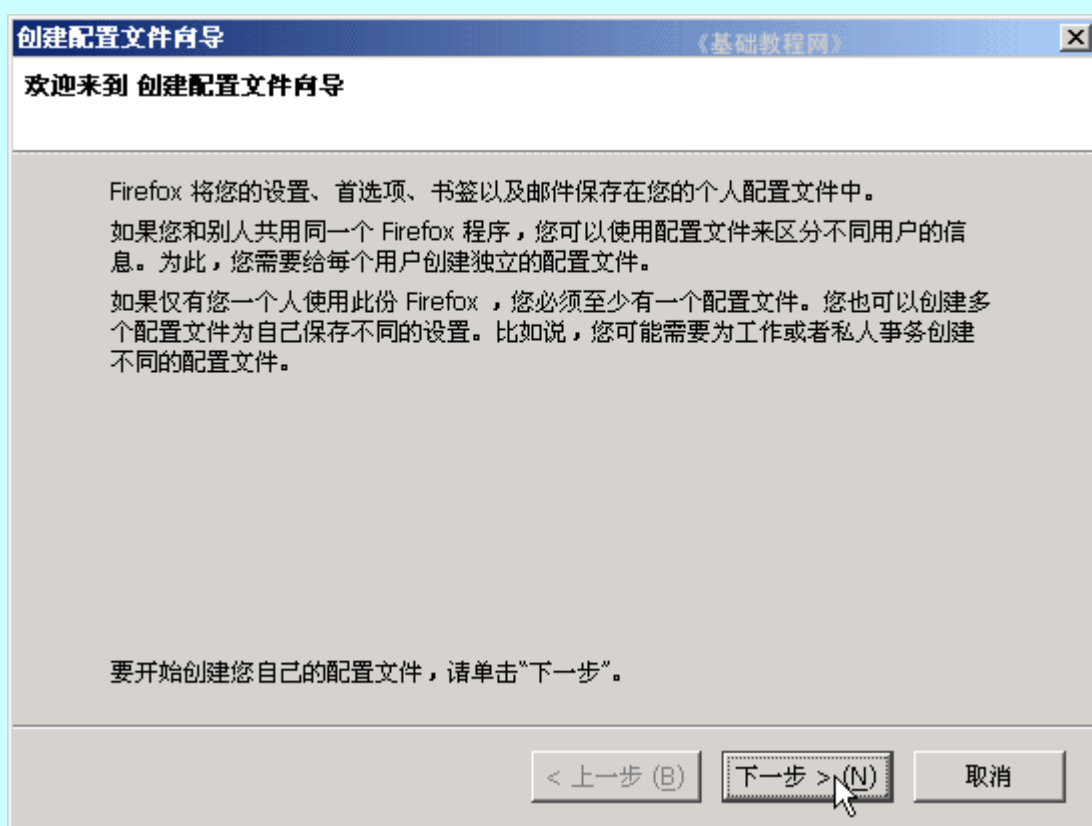 创建配置文件向导
《基础教程网》
欢迎来到 创建配置文件向导
Firefox 将您的设置、首选项、书签以及邮件保存在您的个人配置文件中。
如果您和别人共用同一个 Firefox 程序，您可以使用配置文件来区分不同用户的信
息。为此，您需要给每个用户创建独立的配置文件。
如果仅有您一个人使用此份 Firefox ，您必须至少有一个配置文件。您也可以创建多
个配置文件为自己保存不同的设置。比如说，您可能需要为工作或者私人事务创建
不同的配置文件。
要开始创建您自己的配置文件，请单击“下一步”。
< 上一步 (B)
下一步 > (N)
取消